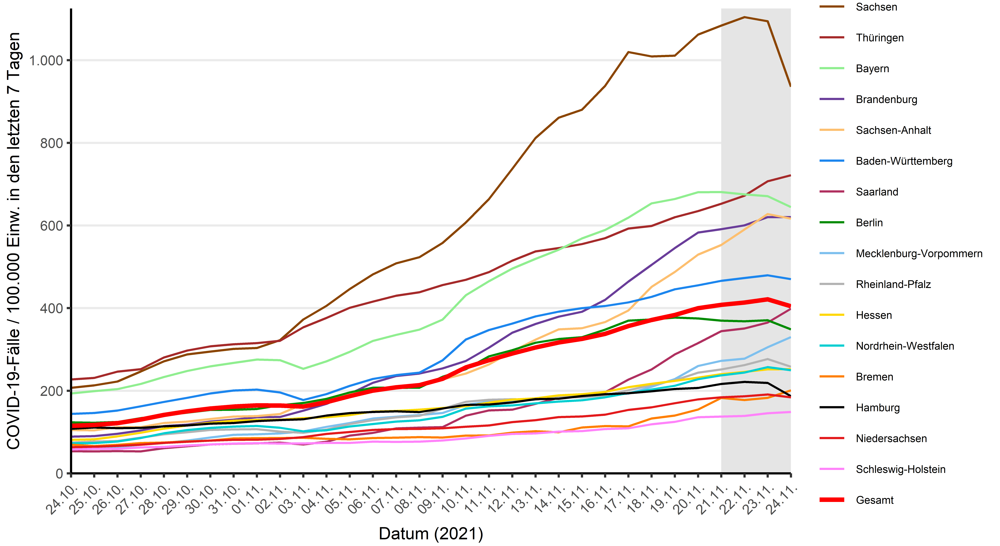 COVID-19-Fälle / 100.000 Einw. in den letzten 7 Tagen
1.000
800
600
400
200
0
24.10.
25.10.
26.10.
27.10.
28.10.
29.10.
30.10.
31.10.
01.11.
02.11.
03.11.
04.11.
05.11.
06.11.
07.11.
08.11.
09.11.
10.11.
11.11.
12.11.
13.11.
14.11.
15.11.
16.11.
17.11.
18.11.
19.11.
20.11.
21.11.
22.11.
23.11.
24.11.
Datum (2021)
Sachsen
Thüringen
Bayern
Brandenburg
Sachsen-Anhalt
Baden-Württemberg
Saarland
Berlin
Mecklenburg-Vorpommern
Rheinland-Pfalz
Hessen
Nordrhein-Westfalen
Bremen
Hamburg
Niedersachsen
Schleswig-Holstein
Gesamt